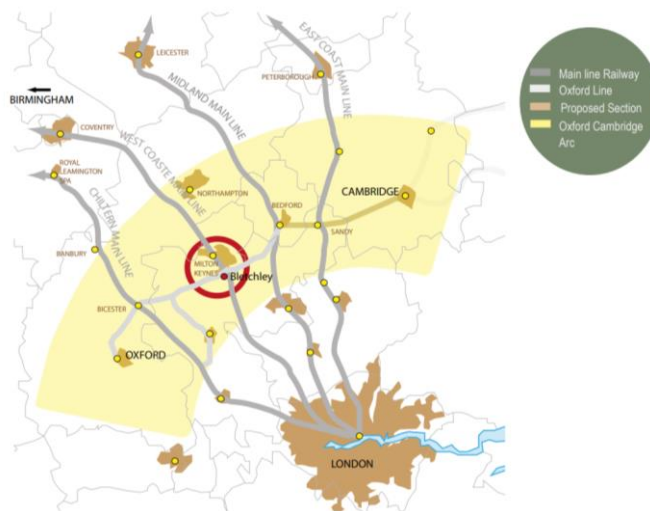 LEICESTER
EAST COAST MAIN LINE
PETERBOROUGH
MIDLAND MAIN LINE
BIRMINGHAM
COVENTRY
WEST COASTE MAIN LINE
ROYAL
LEAMINGTON
SPA
NORTHAMPTON
CAMBRIDGE
CHILTERN MAIN LINE
BEDFORD
SANDY
BANBURY
MILTON
KEYNES
Bletchley
BICESTER
OXFORD
LONDON
Main line Railway
Oxford Line
Proposed Section
Oxford Cambridge
Arc